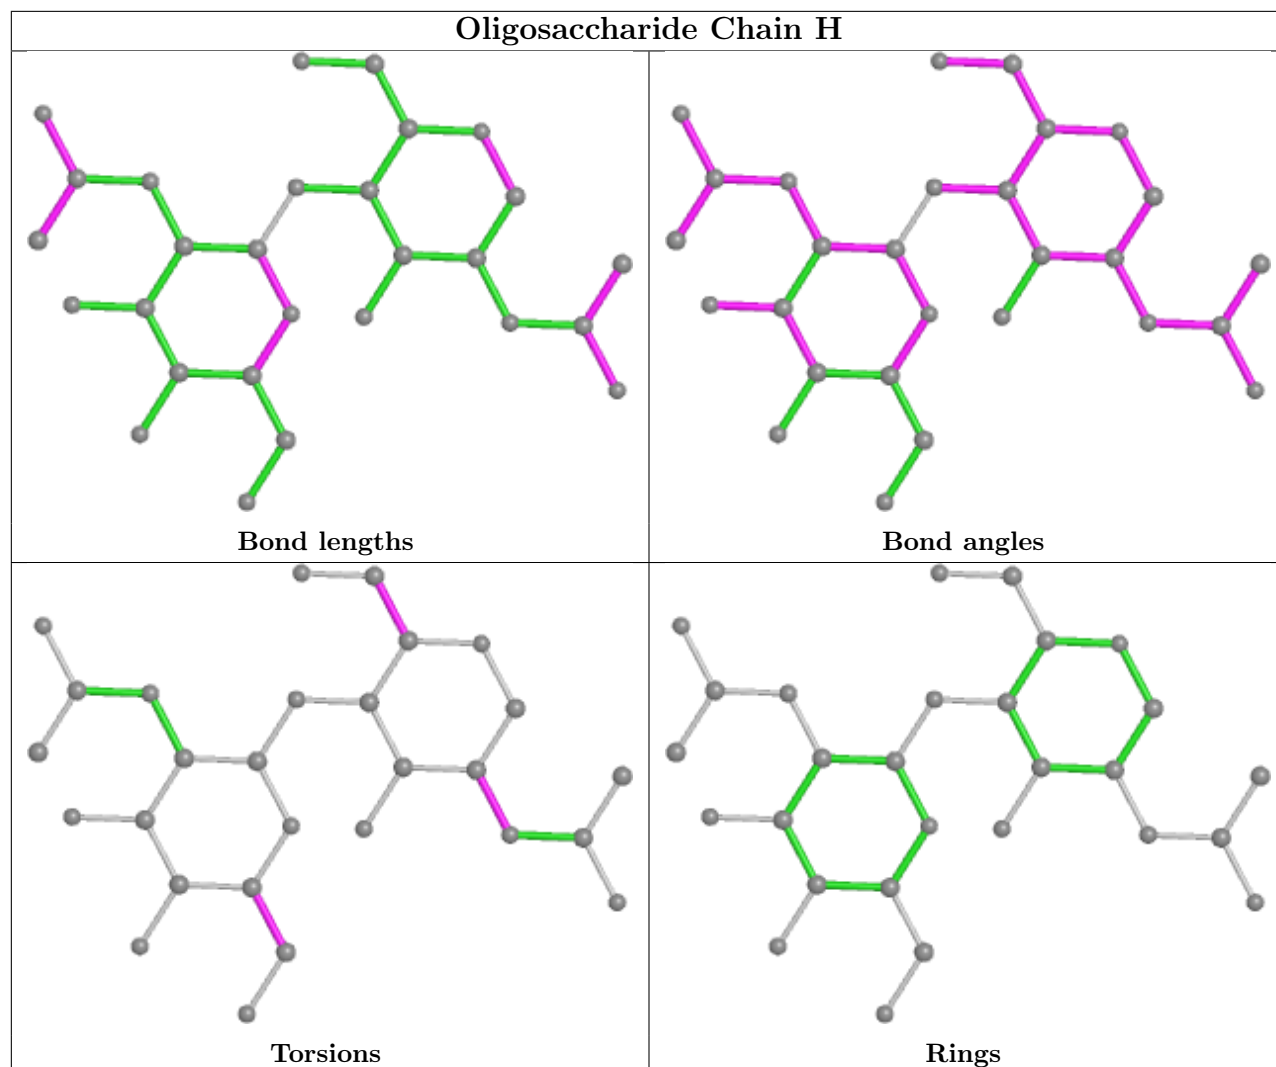 Oligosaccharide Chain H
Bond lengths
Bond angles
Torsions
Rings